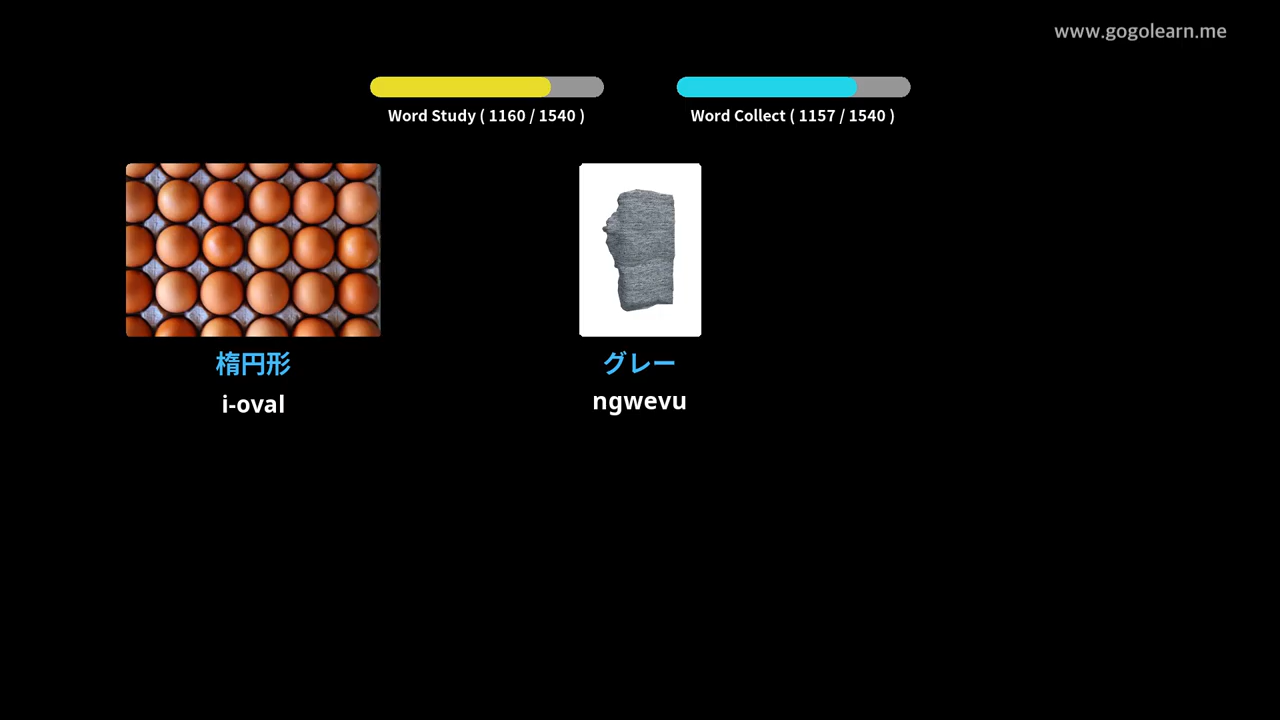 www.gogolearn.me
Word Study ( 1160 / 1540 )
Word Collect ( 1157 / 1540 )
楕円形
i-oval
グレー
ngwevu